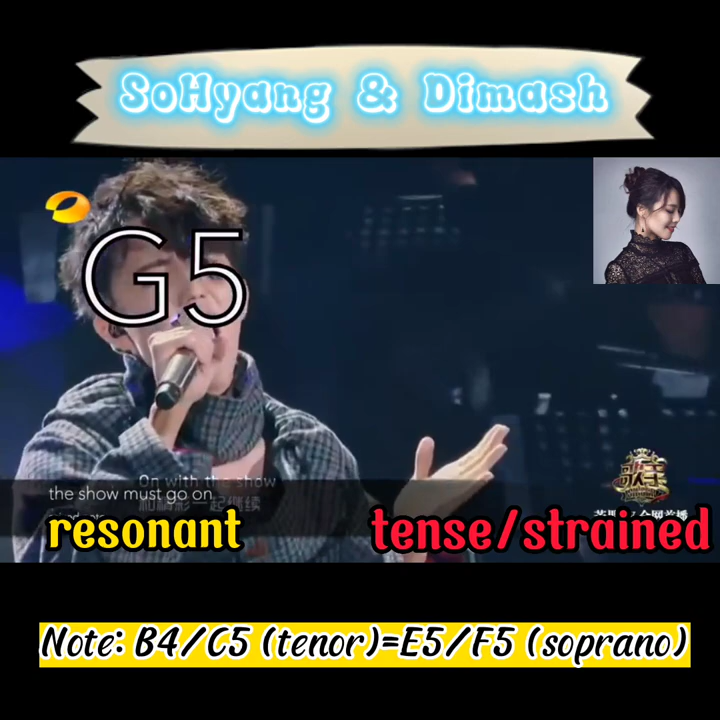 SoHyang & Dimash
G5
On with the show
the show must go on
resonant
tense/strained
Note: B4/C5 (tenor)=E5/F5 (soprano)